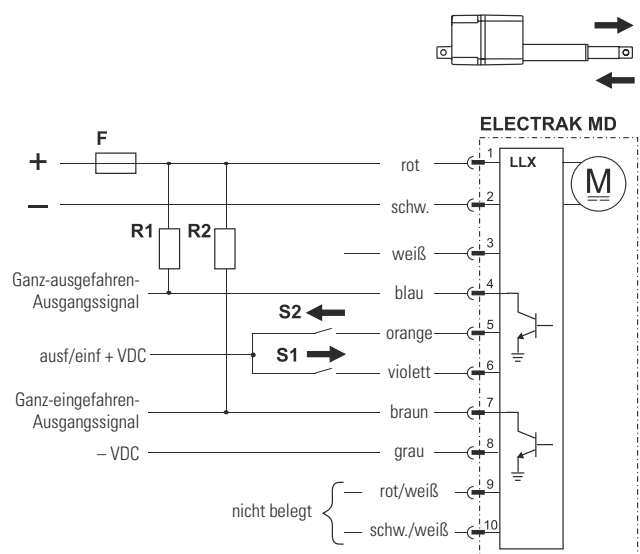 ELECTRAK MD
F
+
rot
1
LLX
M
–
schw.
2
R1
R2
weiß
3
Ganz-ausgefahren-
Ausgangssignal
blau
4
S2
orange
5
ausf/einf + VDC
S1
violett
6
Ganz-eingefahren-
Ausgangssignal
braun
7
– VDC
grau
8
nicht belegt
rot/weiß
9
schw./weiß
10